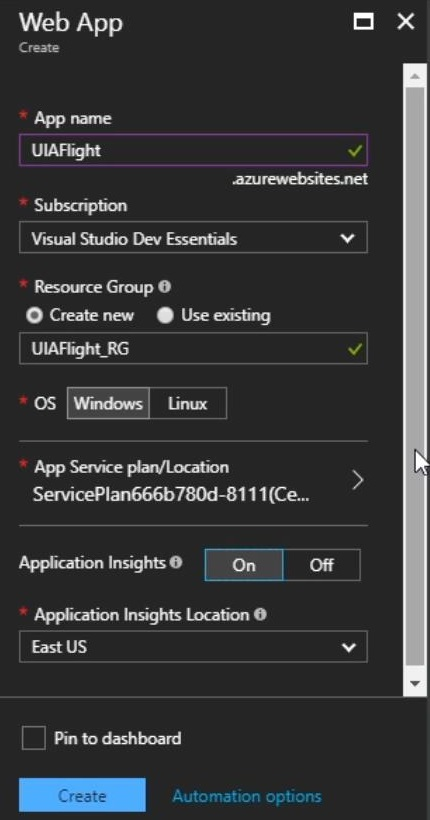 Web App
Create
* App name
UIAFlight
.azurewebsites.net
* Subscription
Visual Studio Dev Essentials
* Resource Group
Create new Use existing
UIAFlight_RG
* OS Windows Linux
* App Service plan/Location
ServicePlan666b780d-8111(Ce...
Application Insights On Off
* Application Insights Location
East US
Pin to dashboard
Create Automation options